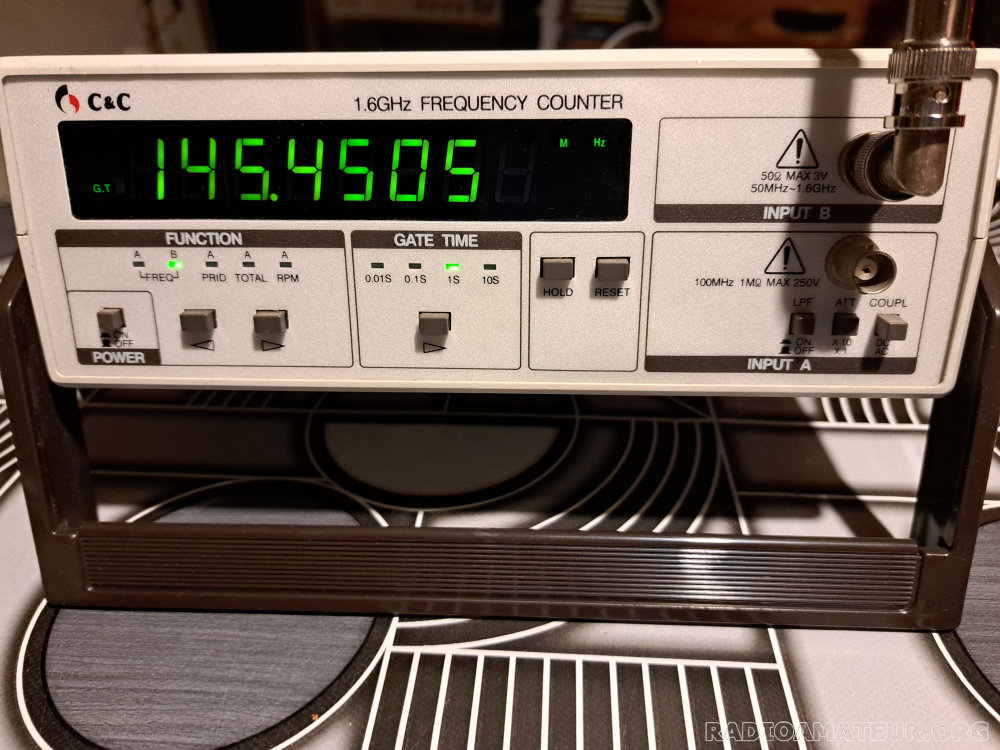 C&C
1.6GHz FREQUENCY COUNTER
G.T
145.4505
M Hz
50Ω MAX 3V
50MHz~1.6GHz
INPUT B
FUNCTION
A B A A A
FREQ PRID TOTAL RPM
ON
OFF
POWER
GATE TIME
0.01S 0.1S 1S 10S
HOLD RESET
100MHz 1MΩ MAX 250V
LPF ATT COUPL
ON X 10 DC
OFF X 1 AC
INPUT A
RADIOAMATEUR.ORG